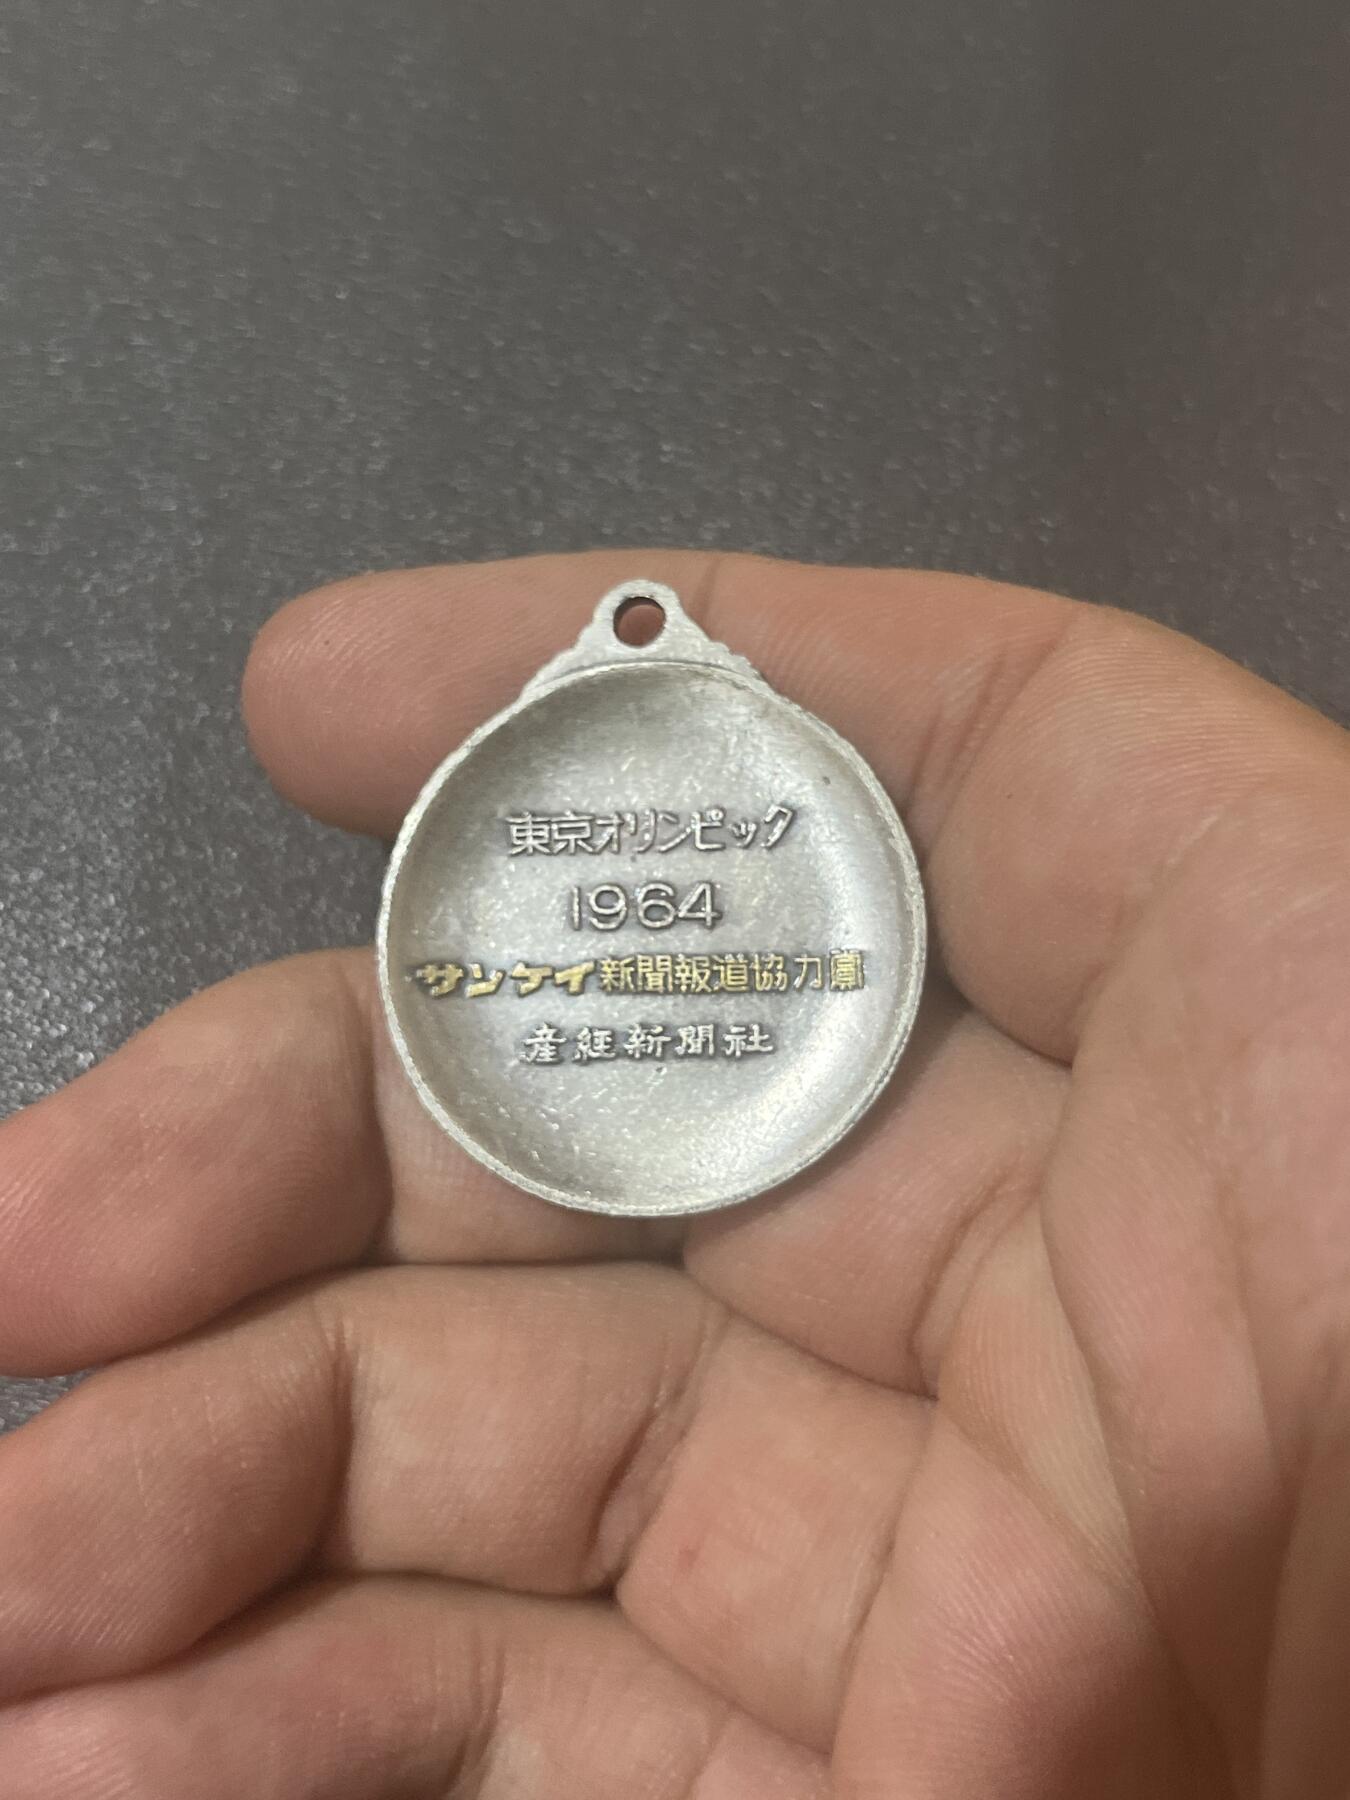 東京オリンピック
1964
サンケイ新聞報道協力賞
産経新聞社